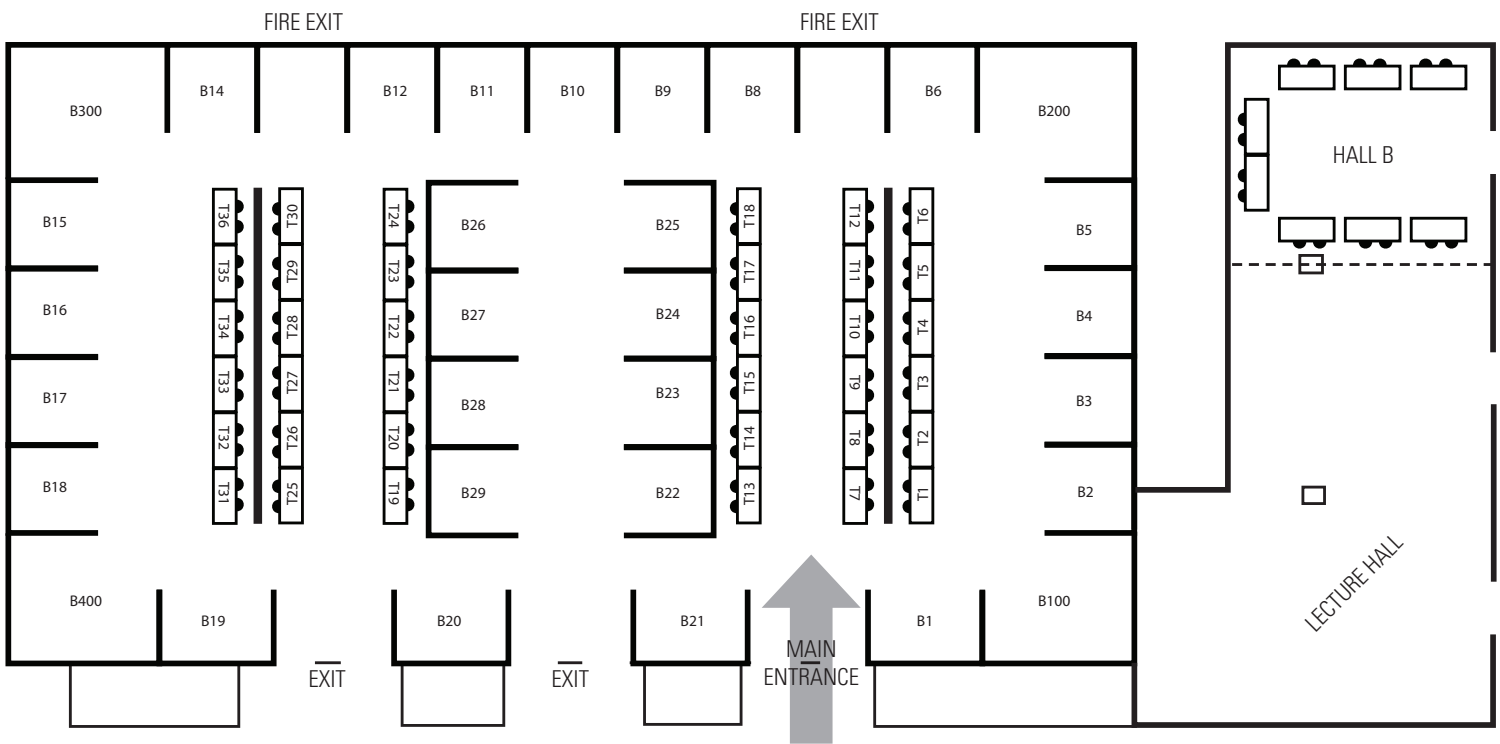 FIRE EXIT
FIRE EXIT
B300
B14
B12
B11
B10
B9
B8
B6
B200
HALL B
B15
T36
T30
T24
B26
B25
T18
T12
T6
B5
T35
T29
T23
T17
T11
T5
B16
T34
T28
T22
B27
B24
T16
T10
T4
B4
B17
T33
T27
T21
B28
B23
T15
T9
T3
B3
T32
T26
T20
T14
T8
T2
B18
T31
T25
T19
B29
B22
T13
T7
T1
B2
B400
B19
B20
B21
B1
B100
LECTURE HALL
EXIT
EXIT
MAIN
ENTRANCE